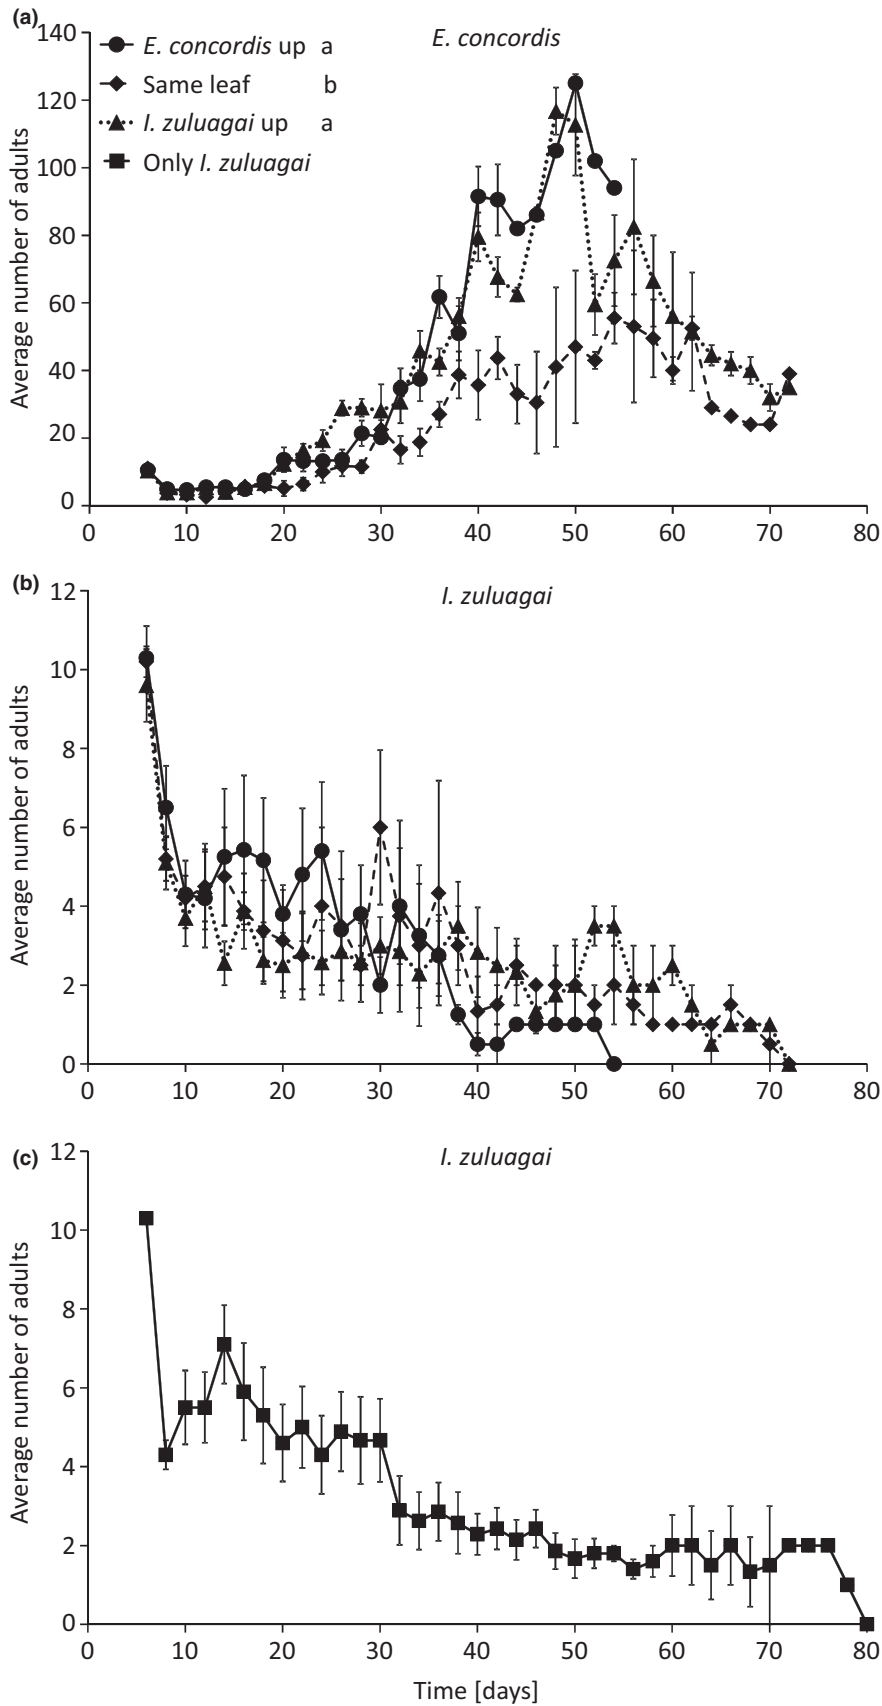 (a)
140
120
100
80
60
40
20
0
Average number of adults
E. concordis
E. concordis up a
Same leaf b
I. zuluagai up a
Only I. zuluagai
0 10 20 30 40 50 60 70 80
(b)
12
10
8
6
4
2
0
Average number of adults
I. zuluagai
0 10 20 30 40 50 60 70 80
(c)
12
10
8
6
4
2
0
Average number of adults
I. zuluagai
0 10 20 30 40 50 60 70 80
Time [days]